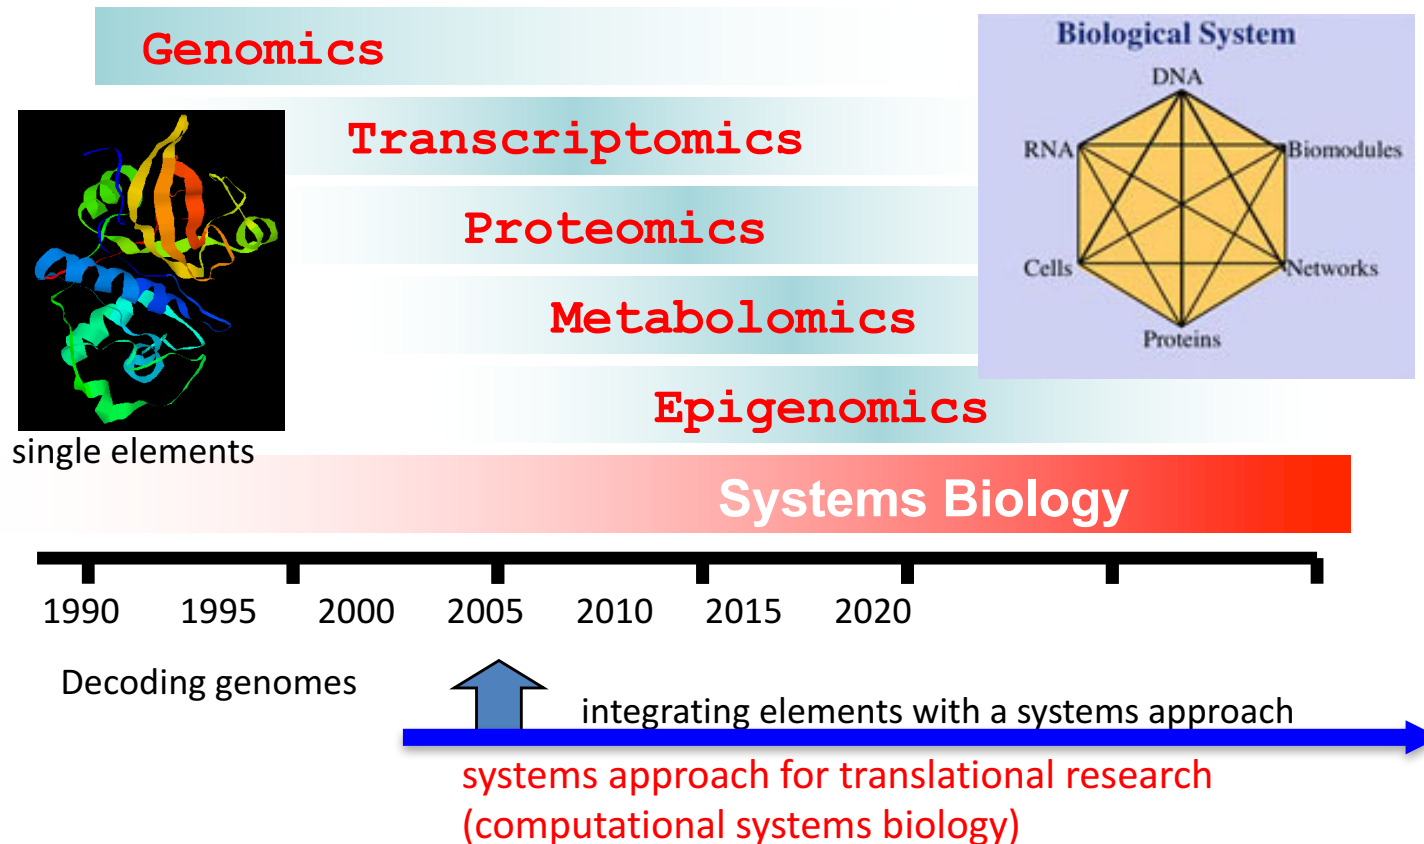 Genomics
Biological System
DNA
Transcriptomics
RNA
Biomodules
Proteomics
Cells
Networks
Metabolomics
Proteins
Epigenomics
single elements
Systems Biology
1990 1995 2000 2005 2010 2015 2020
Decoding genomes
integrating elements with a systems approach
systems approach for translational research
(computational systems biology)